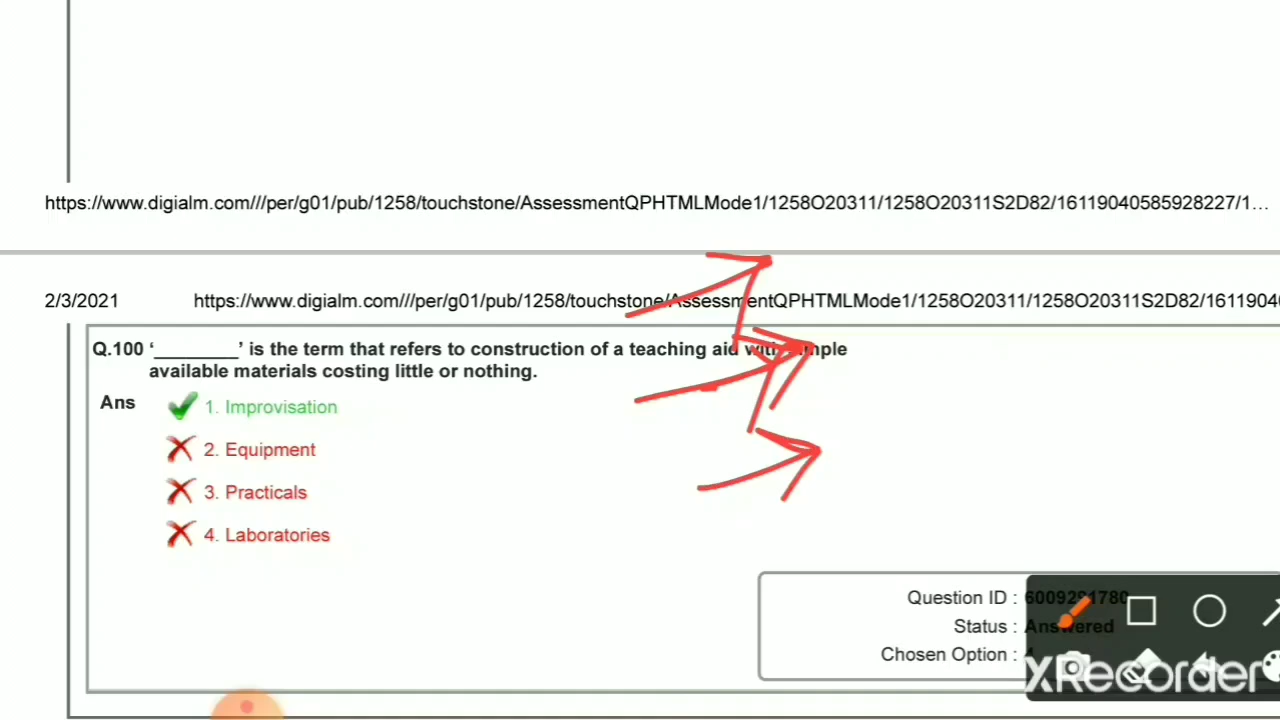 https://www.digialm.com///per/g01/pub/1258/touchstone/AssessmentQPHTMLMode1/1258O20311/1258O20311S2D82/16119040585928227/1...
2/3/2021 https://www.digialm.com///per/g01/pub/1258/touchstone/AssessmentQPHTMLMode1/1258O20311/1258O20311S2D82/1611904
Q.100 ‘________’ is the term that refers to construction of a teaching aid with simple
available materials costing little or nothing.
Ans 1. Improvisation
2. Equipment
3. Practicals
4. Laboratories
Question ID :
Status : Answered
Chosen Option :
XRecorder